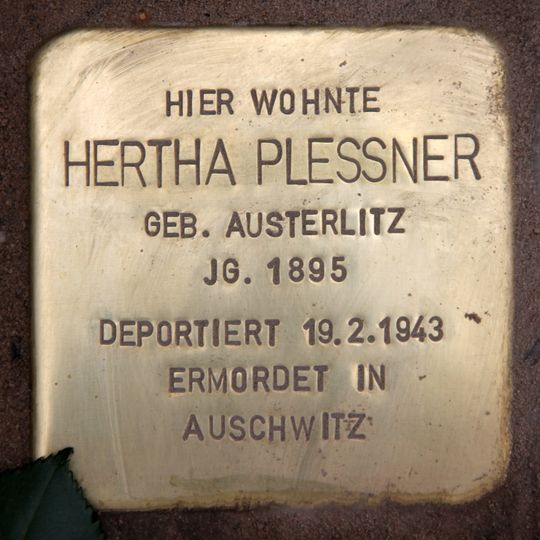 HIER WOHNTE
HERTHA PLESSNER
GEB. AUSTERLITZ
JG. 1895
DEPORTIERT 19.2.1943
ERMORDET IN
AUSCHWITZ